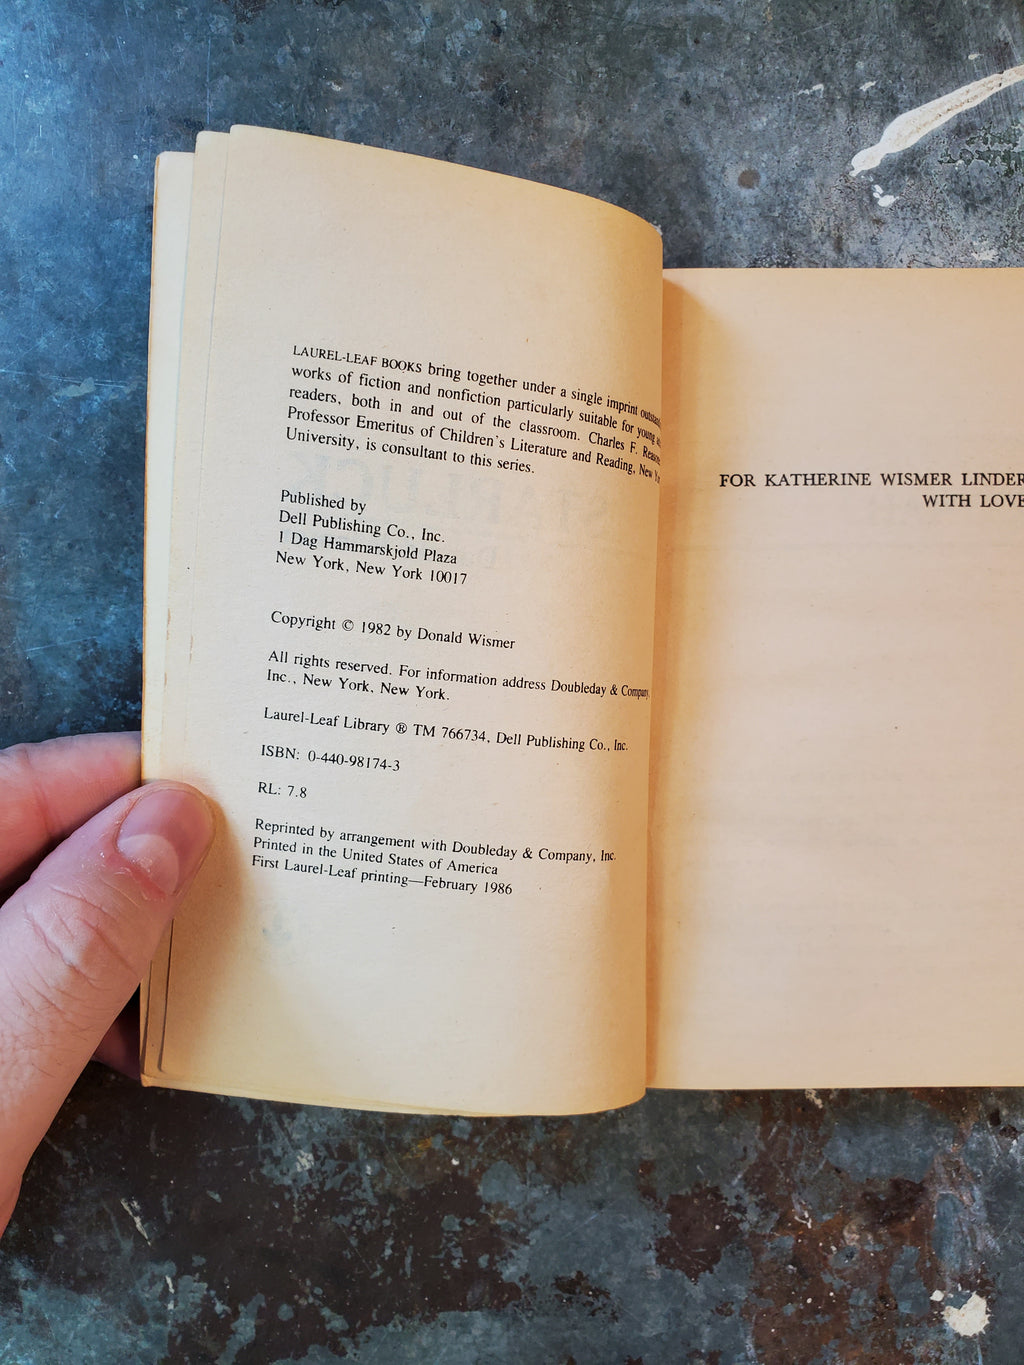 LAUREL-LEAF BOOKS bring together under a single imprint
works of fiction and nonfiction particularly suitable for young
readers, both in and out of the classroom. Charles F.
Professor Emeritus of Children's Literature and Reading, New
University, is consultant to this series.
Published by
Dell Publishing Co., Inc.
1 Dag Hammarskjold Plaza
New York, New York 10017
Copyright © 1982 by Donald Wismer
All rights reserved. For information address Doubleday & Company,
Inc., New York, New York.
Laurel-Leaf Library ® TM 766734, Dell Publishing Co., Inc.
ISBN: 0-440-98174-3
RL: 7.8
Reprinted by arrangement with Doubleday & Company, Inc.
Printed in the United States of America
First Laurel-Leaf printing—February 1986
FOR KATHERINE WISMER LINDER
WITH LOVE